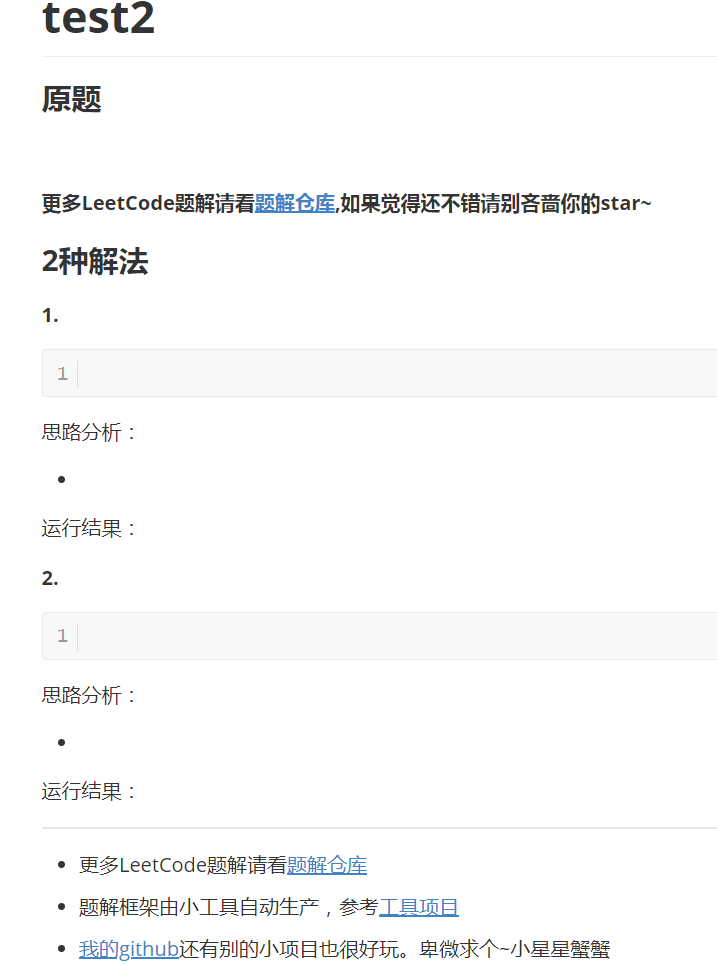 test2
原题
更多LeetCode题解请看题解仓库,如果觉得还不错请别吝啬你的star~
2种解法
1.
1
思路分析：
运行结果：
2.
1
思路分析：
运行结果：
更多LeetCode题解请看题解仓库
题解框架由小工具自动生产，参考工具项目
我的github还有别的小项目也很好玩。卑微求个~小星星蟹蟹